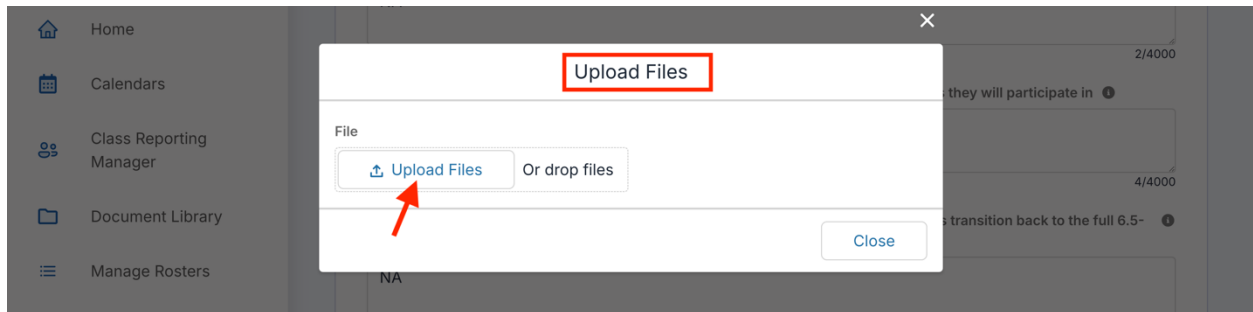 Home
Calendars
Class Reporting
Manager
Document Library
Manage Rosters
2/4000
Upload Files
they will participate in
File
Upload Files
Or drop files
4/4000
transition back to the full 6.5-
Close
NA